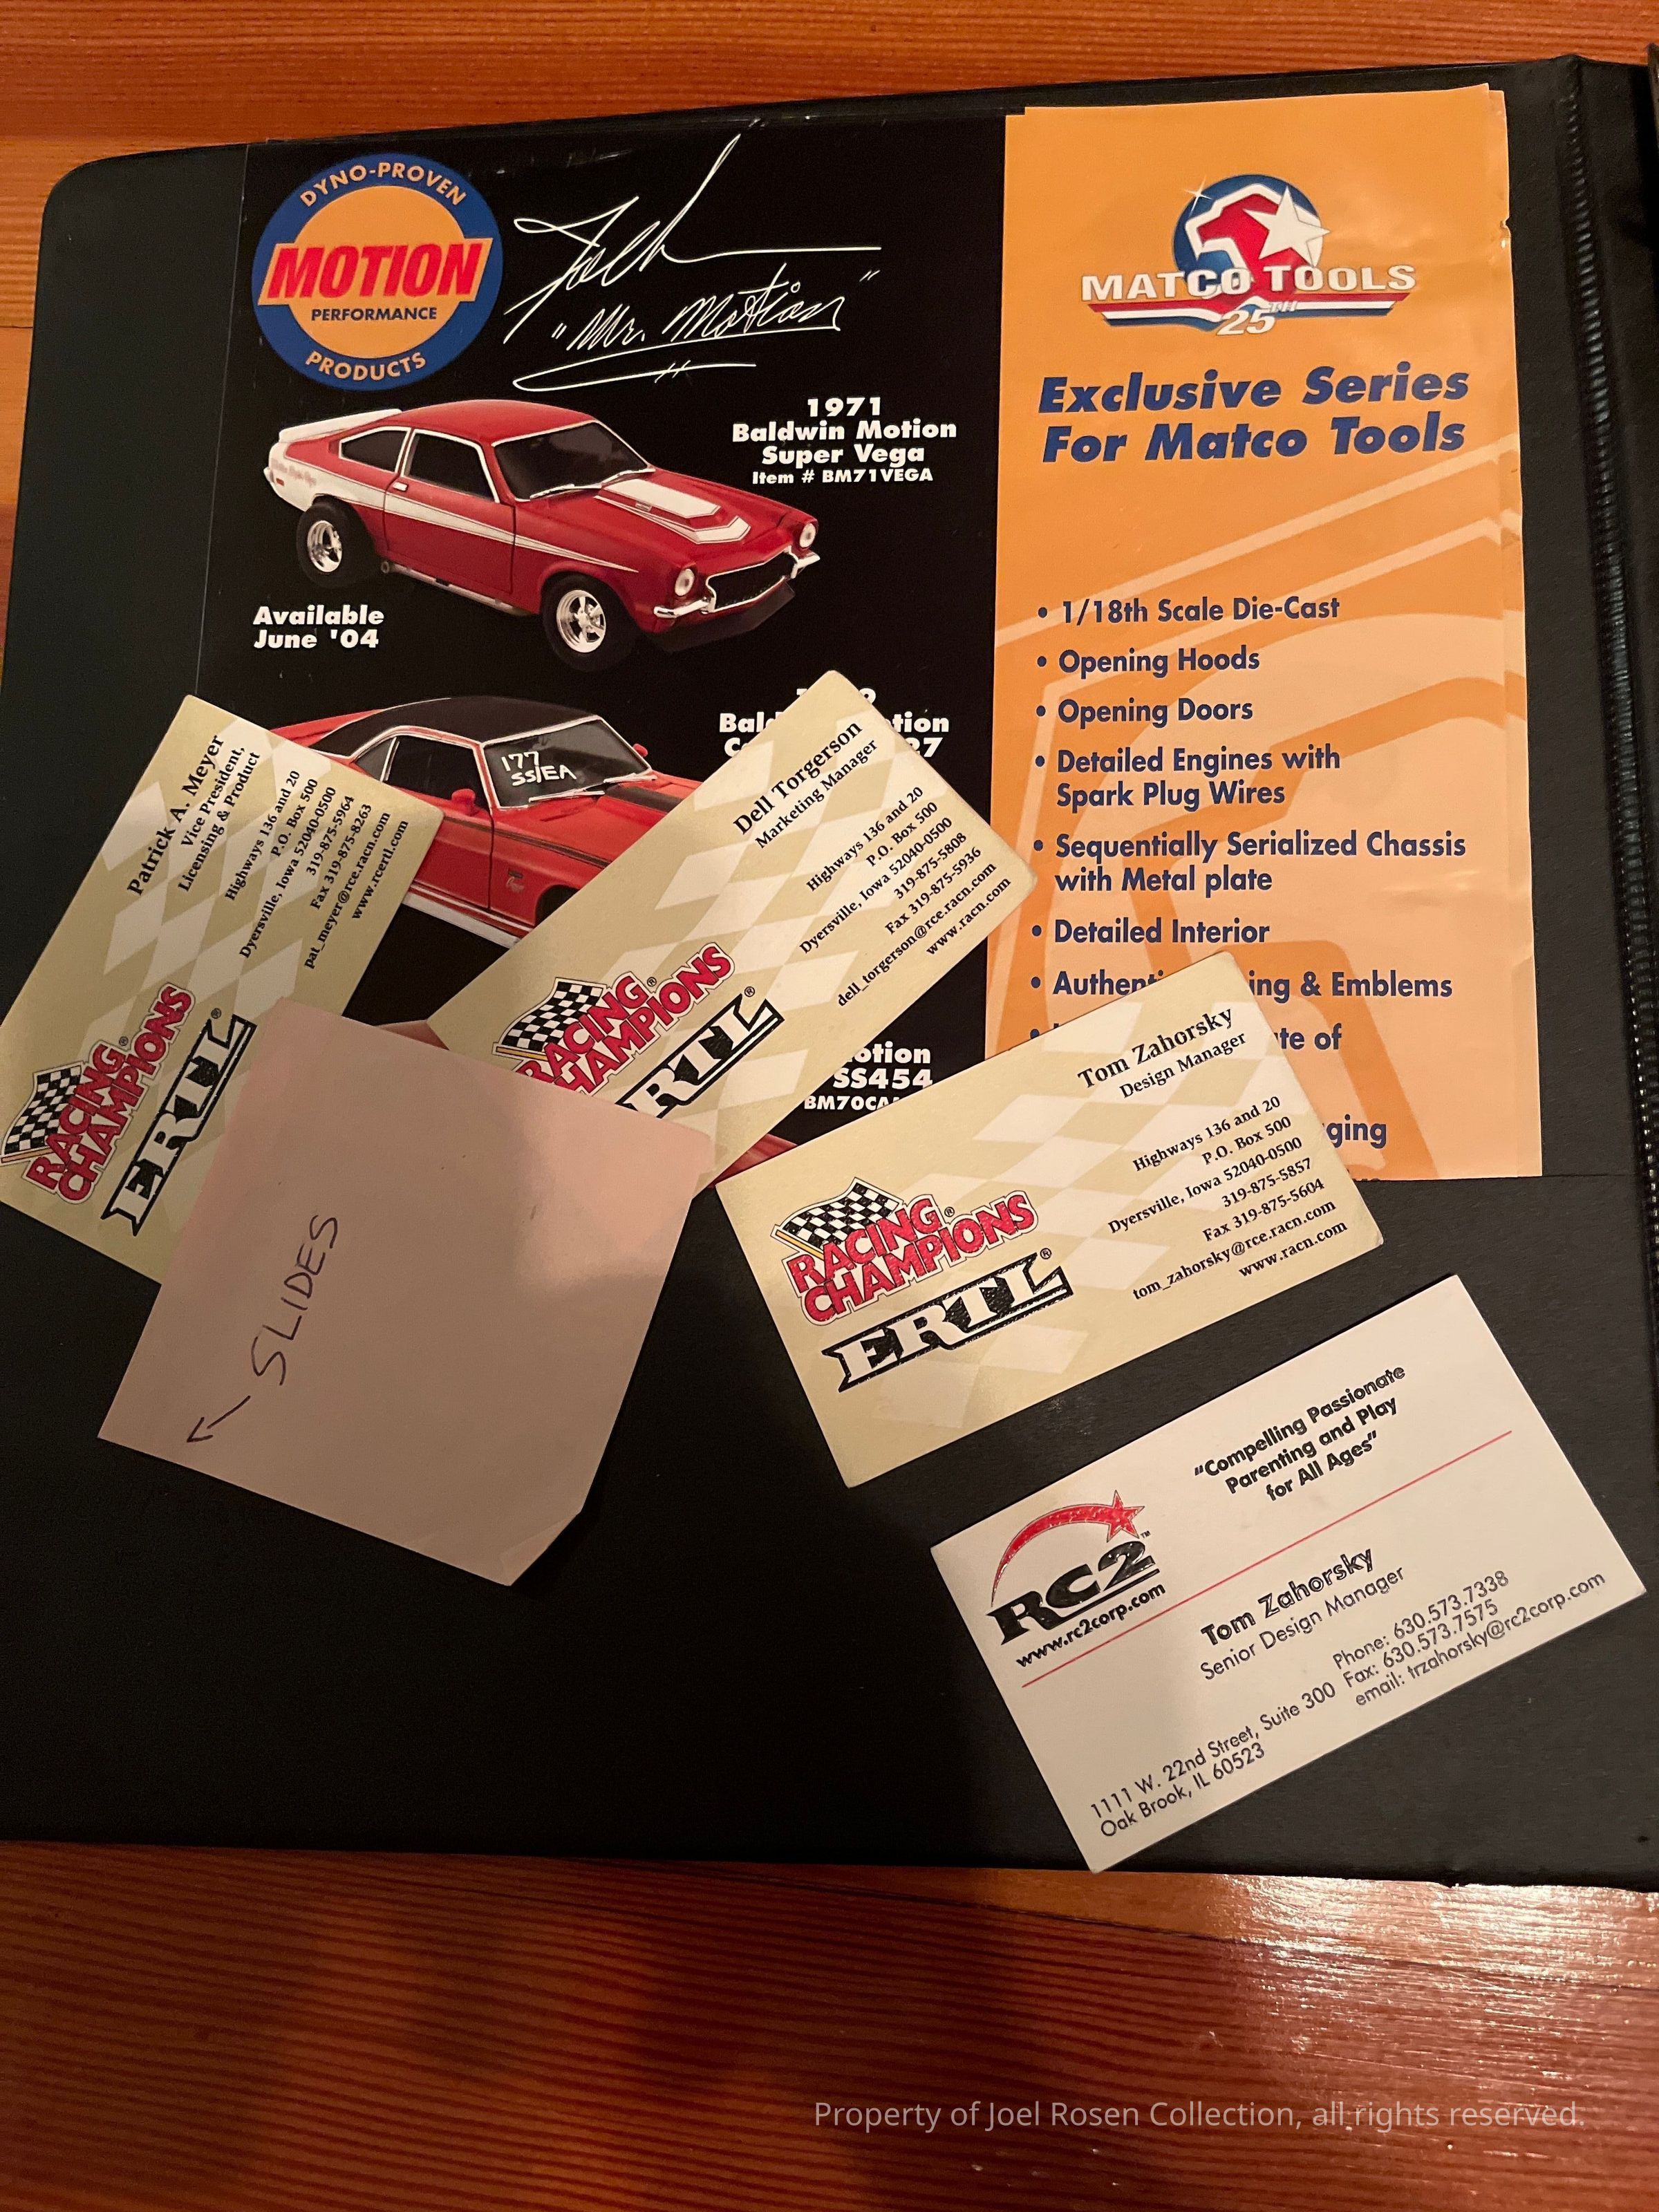 DYNO-PROVEN
MOTION
PERFORMANCE
PRODUCTS
"Mr. Motion"
1971
Baldwin Motion
Super Vega
Item # BM71VEGA
Available
June '04
177
SS/EA
MATCO TOOLS
25TH
Exclusive Series
For Matco Tools
• 1/18th Scale Die-Cast
• Opening Hoods
• Opening Doors
• Detailed Engines with
Spark Plug Wires
• Sequentially Serialized Chassis
with Metal plate
• Detailed Interior
& Emblems
of
SS454
Patrick A. Meyer
Vice President,
Licensing & Product
Highways 136 and 20
P.O. Box 500
Dyersville, Iowa 52040-0500
319-875-5964
Fax 319-875-8263
pat_meyer@rce.racn.com
www.rcertl.com
RACING
CHAMPIONS®
ERTL®
Dell Torgerson
Marketing Manager
Highways 136 and 20
P.O. Box 500
Dyersville, Iowa 52040-0500
319-875-5808
Fax 319-875-5936
dell_torgerson@rce.racn.com
www.racn.com
RACING®
CHAMPIONS
ERTL®
SLIDES
Tom Zahorsky
Design Manager
Highways 136 and 20
P.O. Box 500
Dyersville, Iowa 52040-0500
319-875-5857
Fax 319-875-5604
tom_zahorsky@rce.racn.com
www.racn.com
RACING®
CHAMPIONS
ERTL®
"Compelling Passionate
Parenting and Play
for All Ages"
RC2™
www.rc2corp.com
Tom Zahorsky
Senior Design Manager
Phone: 630.573.7338
1111 W. 22nd Street, Suite 300 Fax: 630.573.7575
Oak Brook, IL 60523 email: trzahorsky@rc2corp.com
Property of Joel Rosen Collection, all rights reserved.